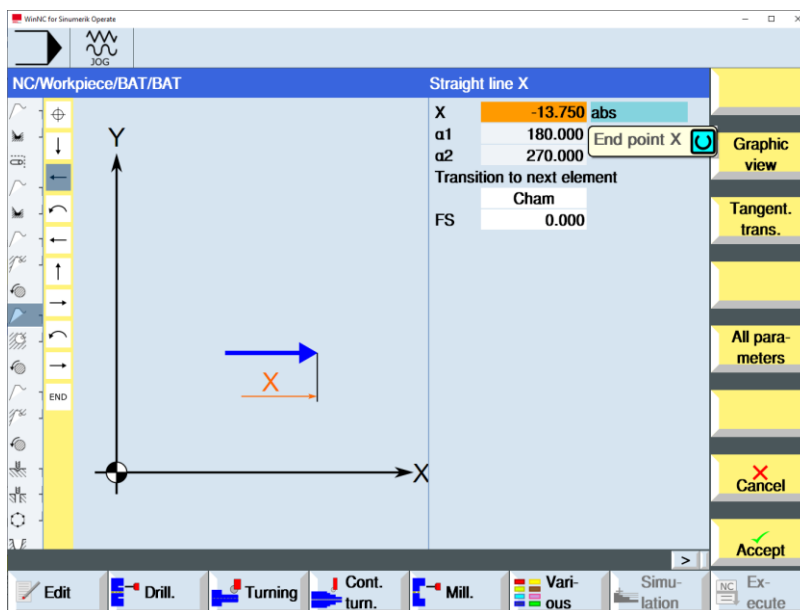 WinNC for Sinumerik Operate
JOG
NC/Workpiece/BAT/BAT
Straight line X
X -13.750 abs
α1 180.000
α2 270.000
End point X
Transition to next element
Cham
FS 0.000
Y
X
X
END
Graphic
view
Tangent.
trans.
All para-
meters
Cancel
Accept
>
Edit
Drill.
Turning
Cont.
turn.
Mill.
Vari-
ous
Simu-
lation
NC
Ex-
ecute